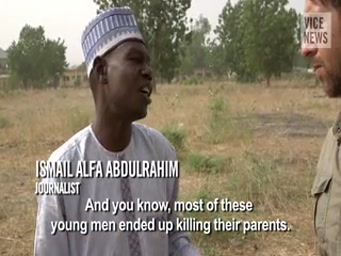 VICE
NEWS
ISMAIL ALFA ABDULRAHIM
JOURNALIST
And you know, most of these
young men ended up killing their parents.